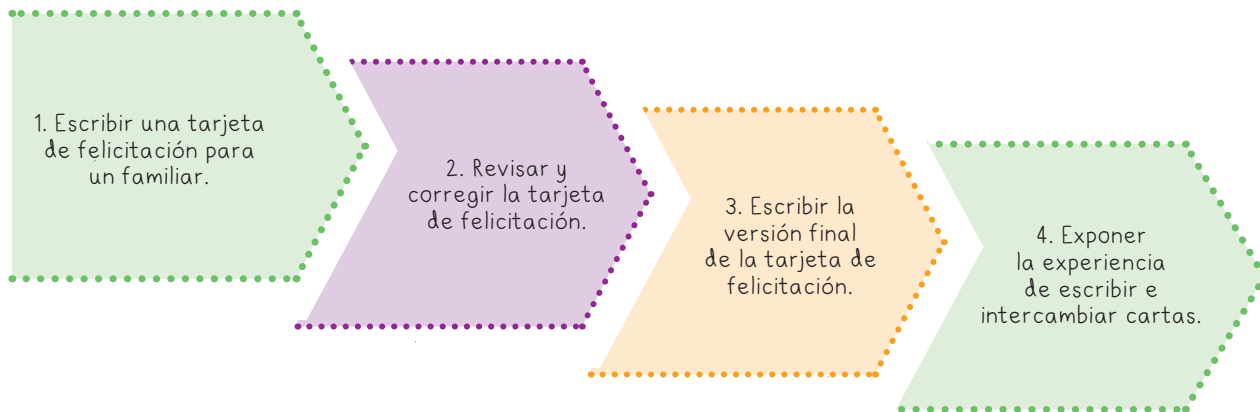 1. Escribir una tarjeta
de felicitación para
un familiar.
2. Revisar y
corregir la tarjeta
de felicitación.
3. Escribir la
versión final
de la tarjeta de
felicitación.
4. Exponer
la experiencia
de escribir e
intercambiar cartas.